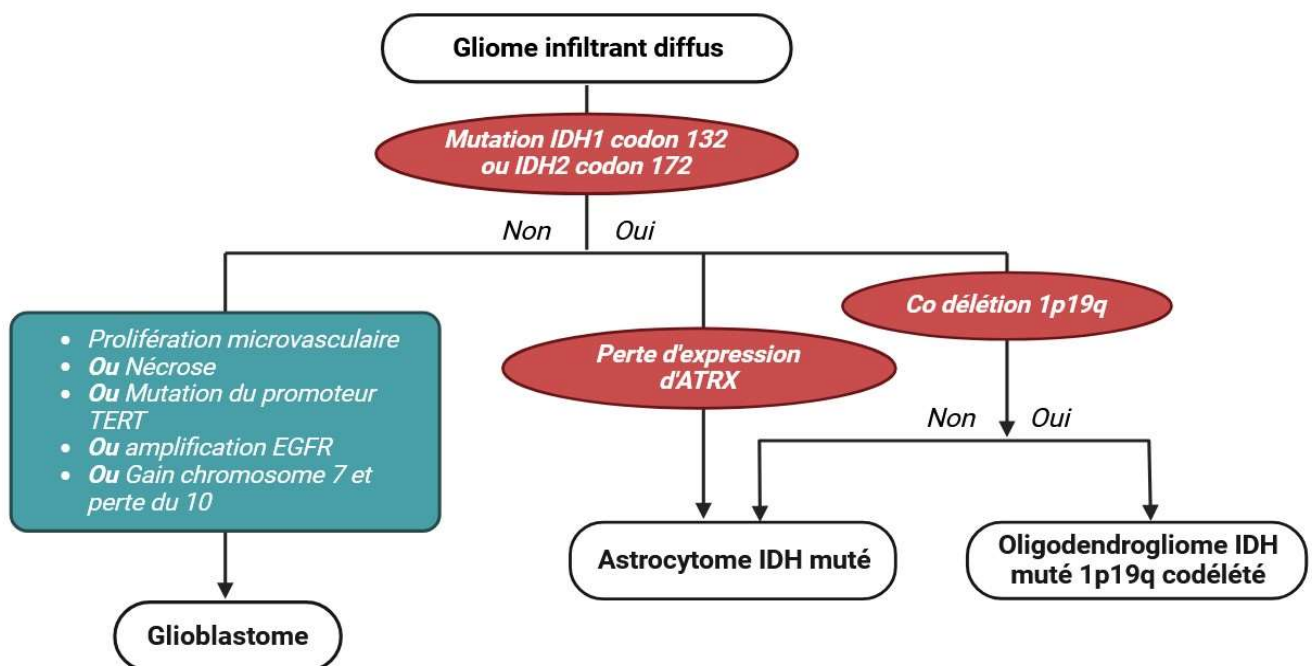 Gliome infiltrant diffus
Mutation IDH1 codon 132
ou IDH2 codon 172
Non Oui
Co délétion 1p19q
• Prolifération microvasculaire
• Ou Nécrose
• Ou Mutation du promoteur
TERT
• Ou amplification EGFR
• Ou Gain chromosome 7 et
perte du 10
Perte d'expression
d'ATRX
Non Oui
Astrocytome IDH muté
Oligodendrogliome IDH
muté 1p19q codélété
Glioblastome